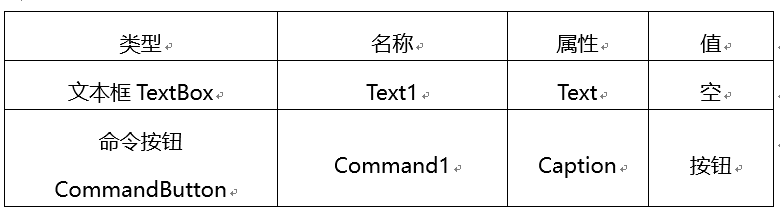 类型 名称 属性 值
文本框 TextBox Text1 Text 空
命令按钮
CommandButton Command1 Caption 按钮